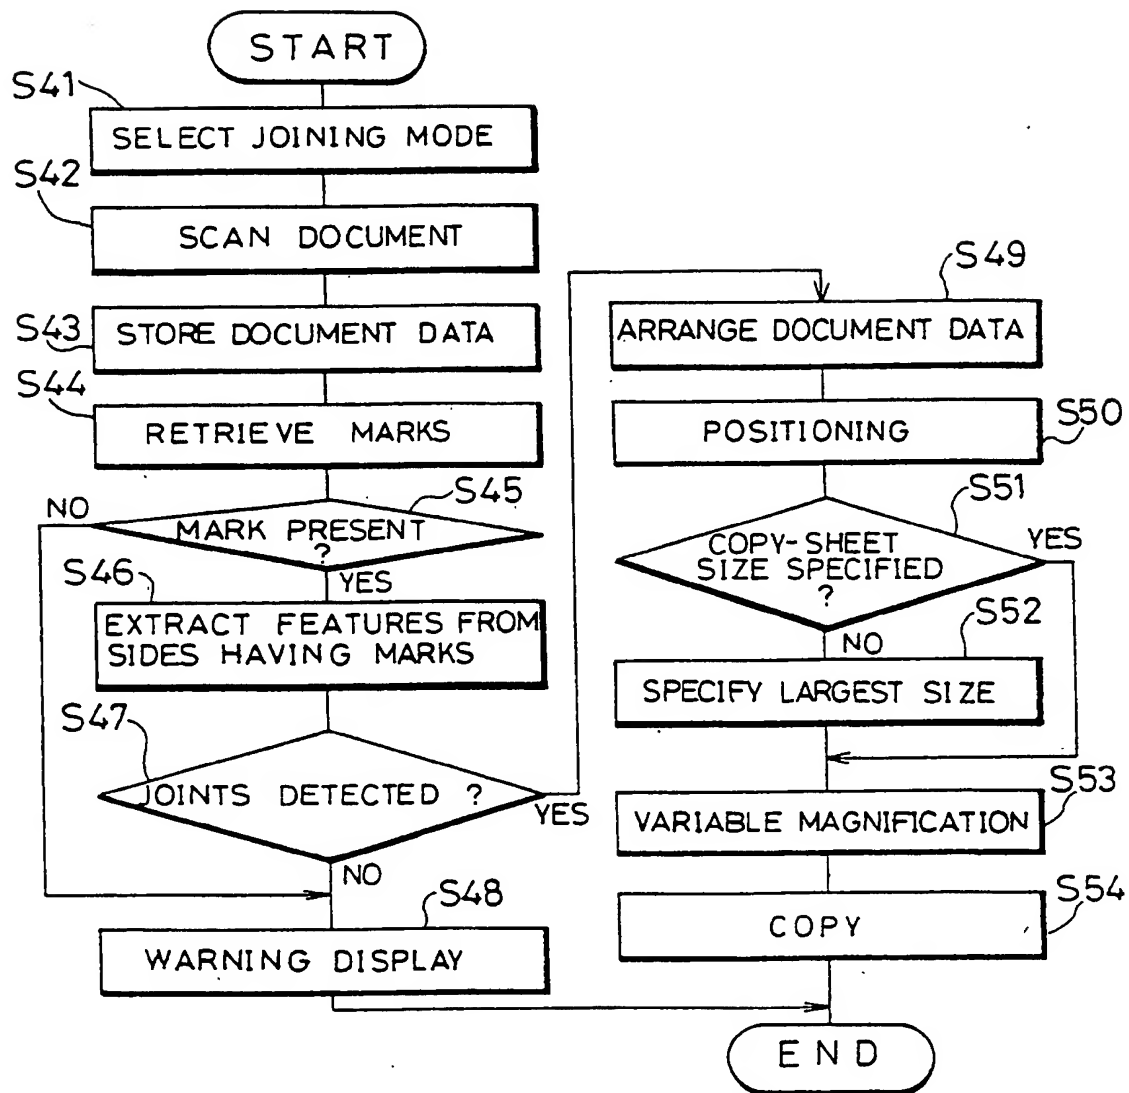 START
S41
SELECT JOINING MODE
S42
SCAN DOCUMENT
S43
STORE DOCUMENT DATA
S44
RETRIEVE MARKS
S45
NO
MARK PRESENT
?
YES
S46
EXTRACT FEATURES FROM
SIDES HAVING MARKS
S47
JOINTS DETECTED ?
YES
NO
S48
WARNING DISPLAY
S49
ARRANGE DOCUMENT DATA
S50
POSITIONING
S51
COPY-SHEET
SIZE SPECIFIED
?
YES
NO
S52
SPECIFY LARGEST SIZE
S53
VARIABLE MAGNIFICATION
S54
COPY
END